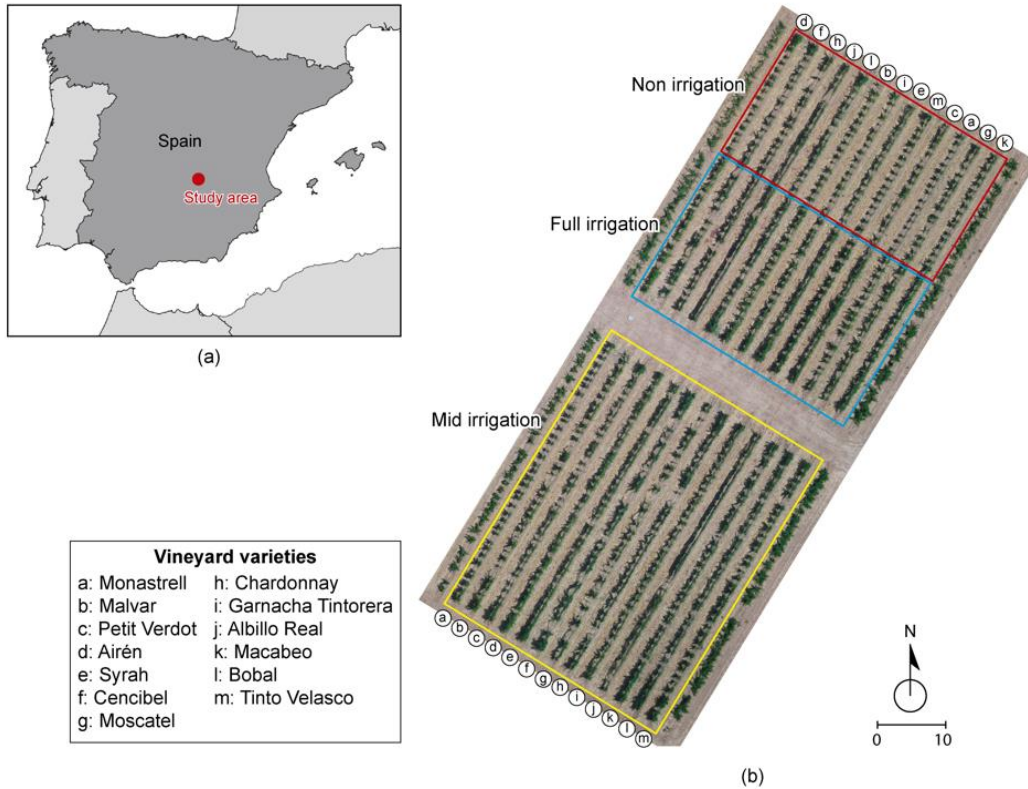 Spain
Study area
(a)
d
f
h
j
l
b
i
e
m
c
a
g
k
Non irrigation
Full irrigation
Mid irrigation
a
b
c
d
e
f
g
h
i
j
k
l
m
Vineyard varieties
a: Monastrell h: Chardonnay
b: Malvar i: Garnacha Tintorera
c: Petit Verdot j: Albillo Real
d: Airén k: Macabeo
e: Syrah l: Bobal
f: Cencibel m: Tinto Velasco
g: Moscatel
N
0 10
(b)